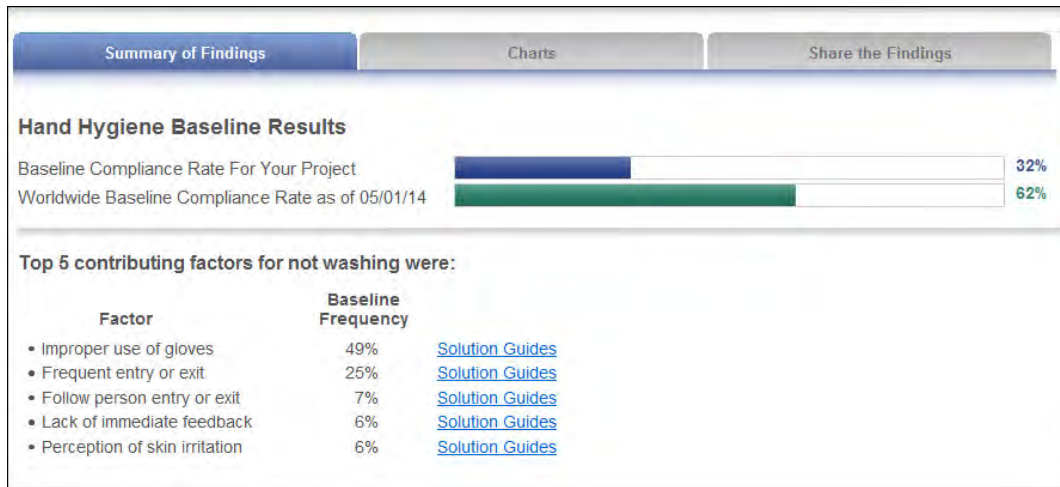 Summary of Findings Charts Share the Findings
Hand Hygiene Baseline Results
Baseline Compliance Rate For Your Project 32%
Worldwide Baseline Compliance Rate as of 05/01/14 62%
Top 5 contributing factors for not washing were:
Factor Baseline Frequency
• Improper use of gloves 49% Solution Guides
• Frequent entry or exit 25% Solution Guides
• Follow person entry or exit 7% Solution Guides
• Lack of immediate feedback 6% Solution Guides
• Perception of skin irritation 6% Solution Guides